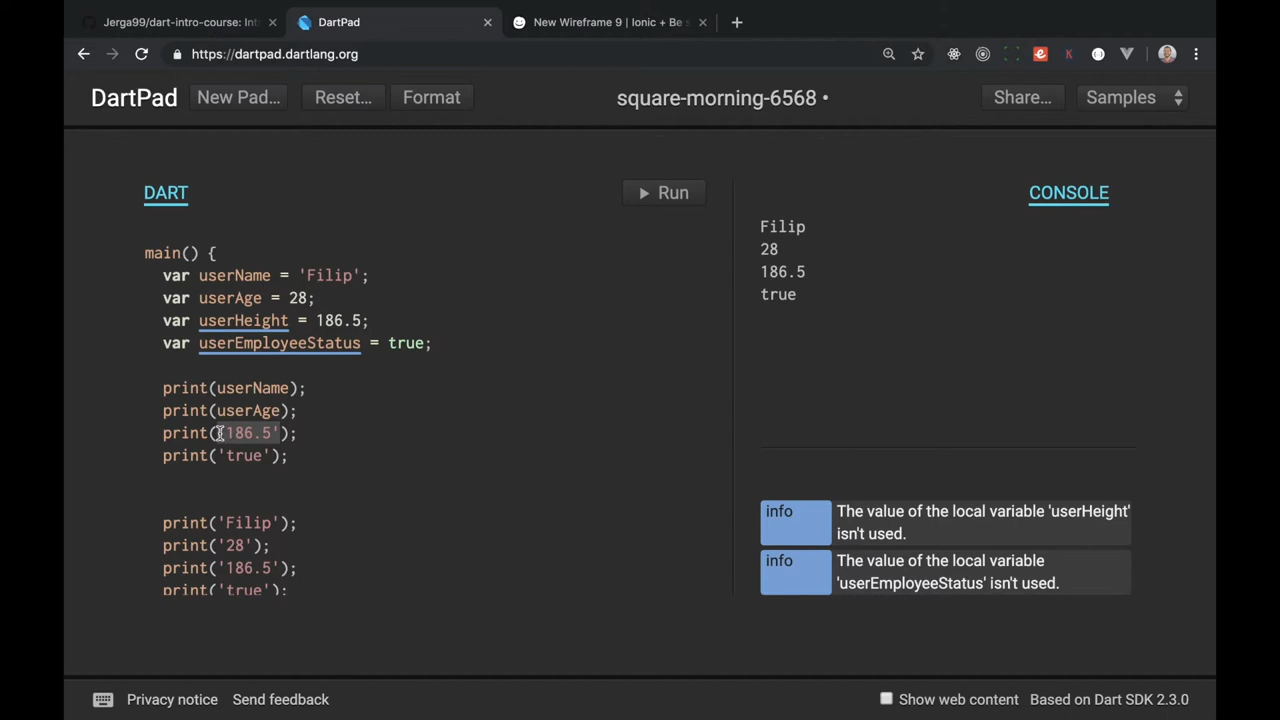 Jerga99/dart-intro-course: Int
DartPad
New Wireframe 9 | Ionic + Be s
https://dartpad.dartlang.org
DartPad
New Pad...
Reset...
Format
square-morning-6568 •
Share...
Samples
DART
Run
CONSOLE
main() {
var userName = 'Filip';
var userAge = 28;
var userHeight = 186.5;
var userEmployeeStatus = true;
print(userName);
print(userAge);
print('186.5');
print('true');
print('Filip');
print('28');
print('186.5');
print('true');
Filip
28
186.5
true
info
The value of the local variable 'userHeight'
isn't used.
info
The value of the local variable
'userEmployeeStatus' isn't used.
Privacy notice
Send feedback
Show web content
Based on Dart SDK 2.3.0